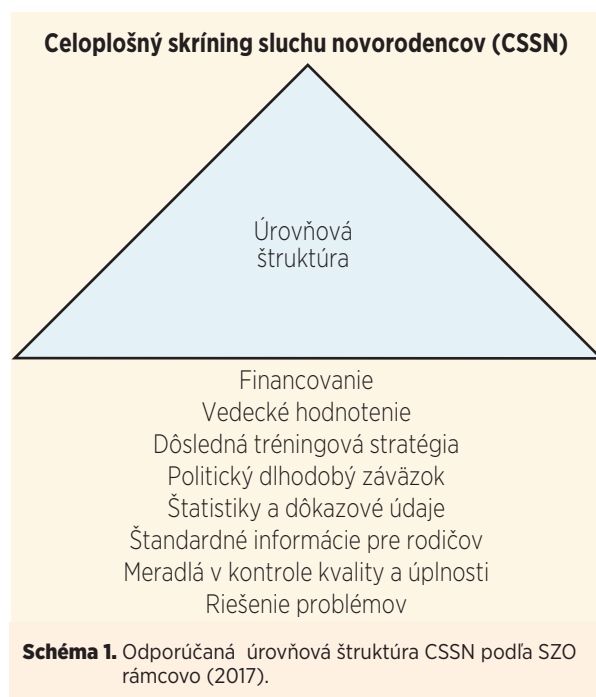 Celoplošný skríning sluchu novorodencov (CSSN)
Úrovňová
štruktúra
Financovanie
Vedecké hodnotenie
Dôsledná tréningová stratégia
Politický dlhodobý záväzok
Štatistiky a dôkazové údaje
Štandardné informácie pre rodičov
Meradlá v kontrole kvality a úplnosti
Riešenie problémov
Schéma 1. Odporúčaná úrovňová štruktúra CSSN podľa SZO
rámcovo (2017).